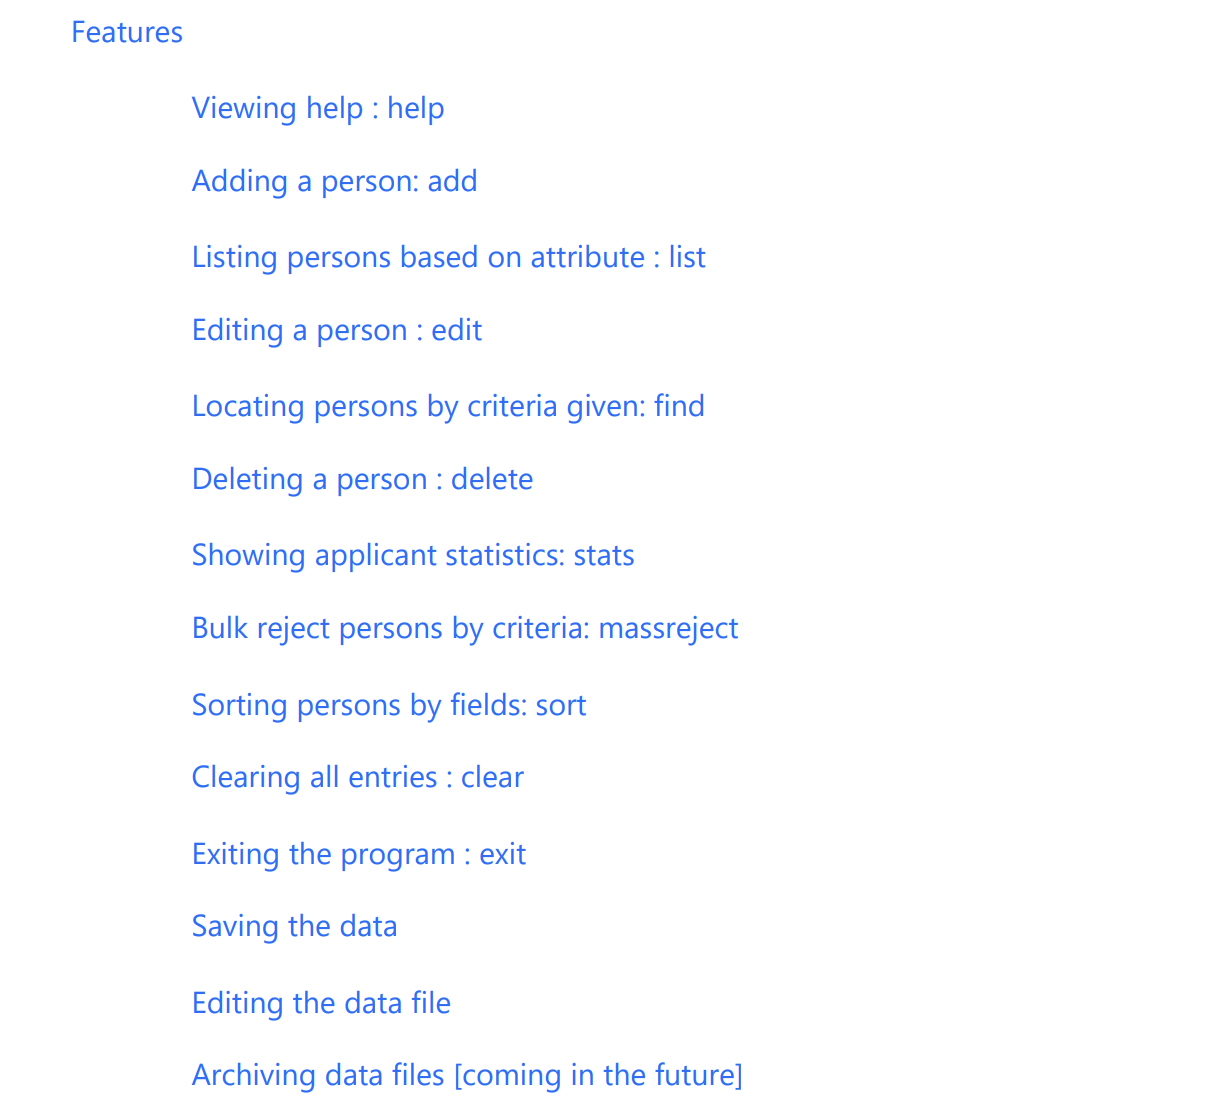 Features
Viewing help : help
Adding a person: add
Listing persons based on attribute : list
Editing a person : edit
Locating persons by criteria given: find
Deleting a person : delete
Showing applicant statistics: stats
Bulk reject persons by criteria: massreject
Sorting persons by fields: sort
Clearing all entries : clear
Exiting the program : exit
Saving the data
Editing the data file
Archiving data files [coming in the future]